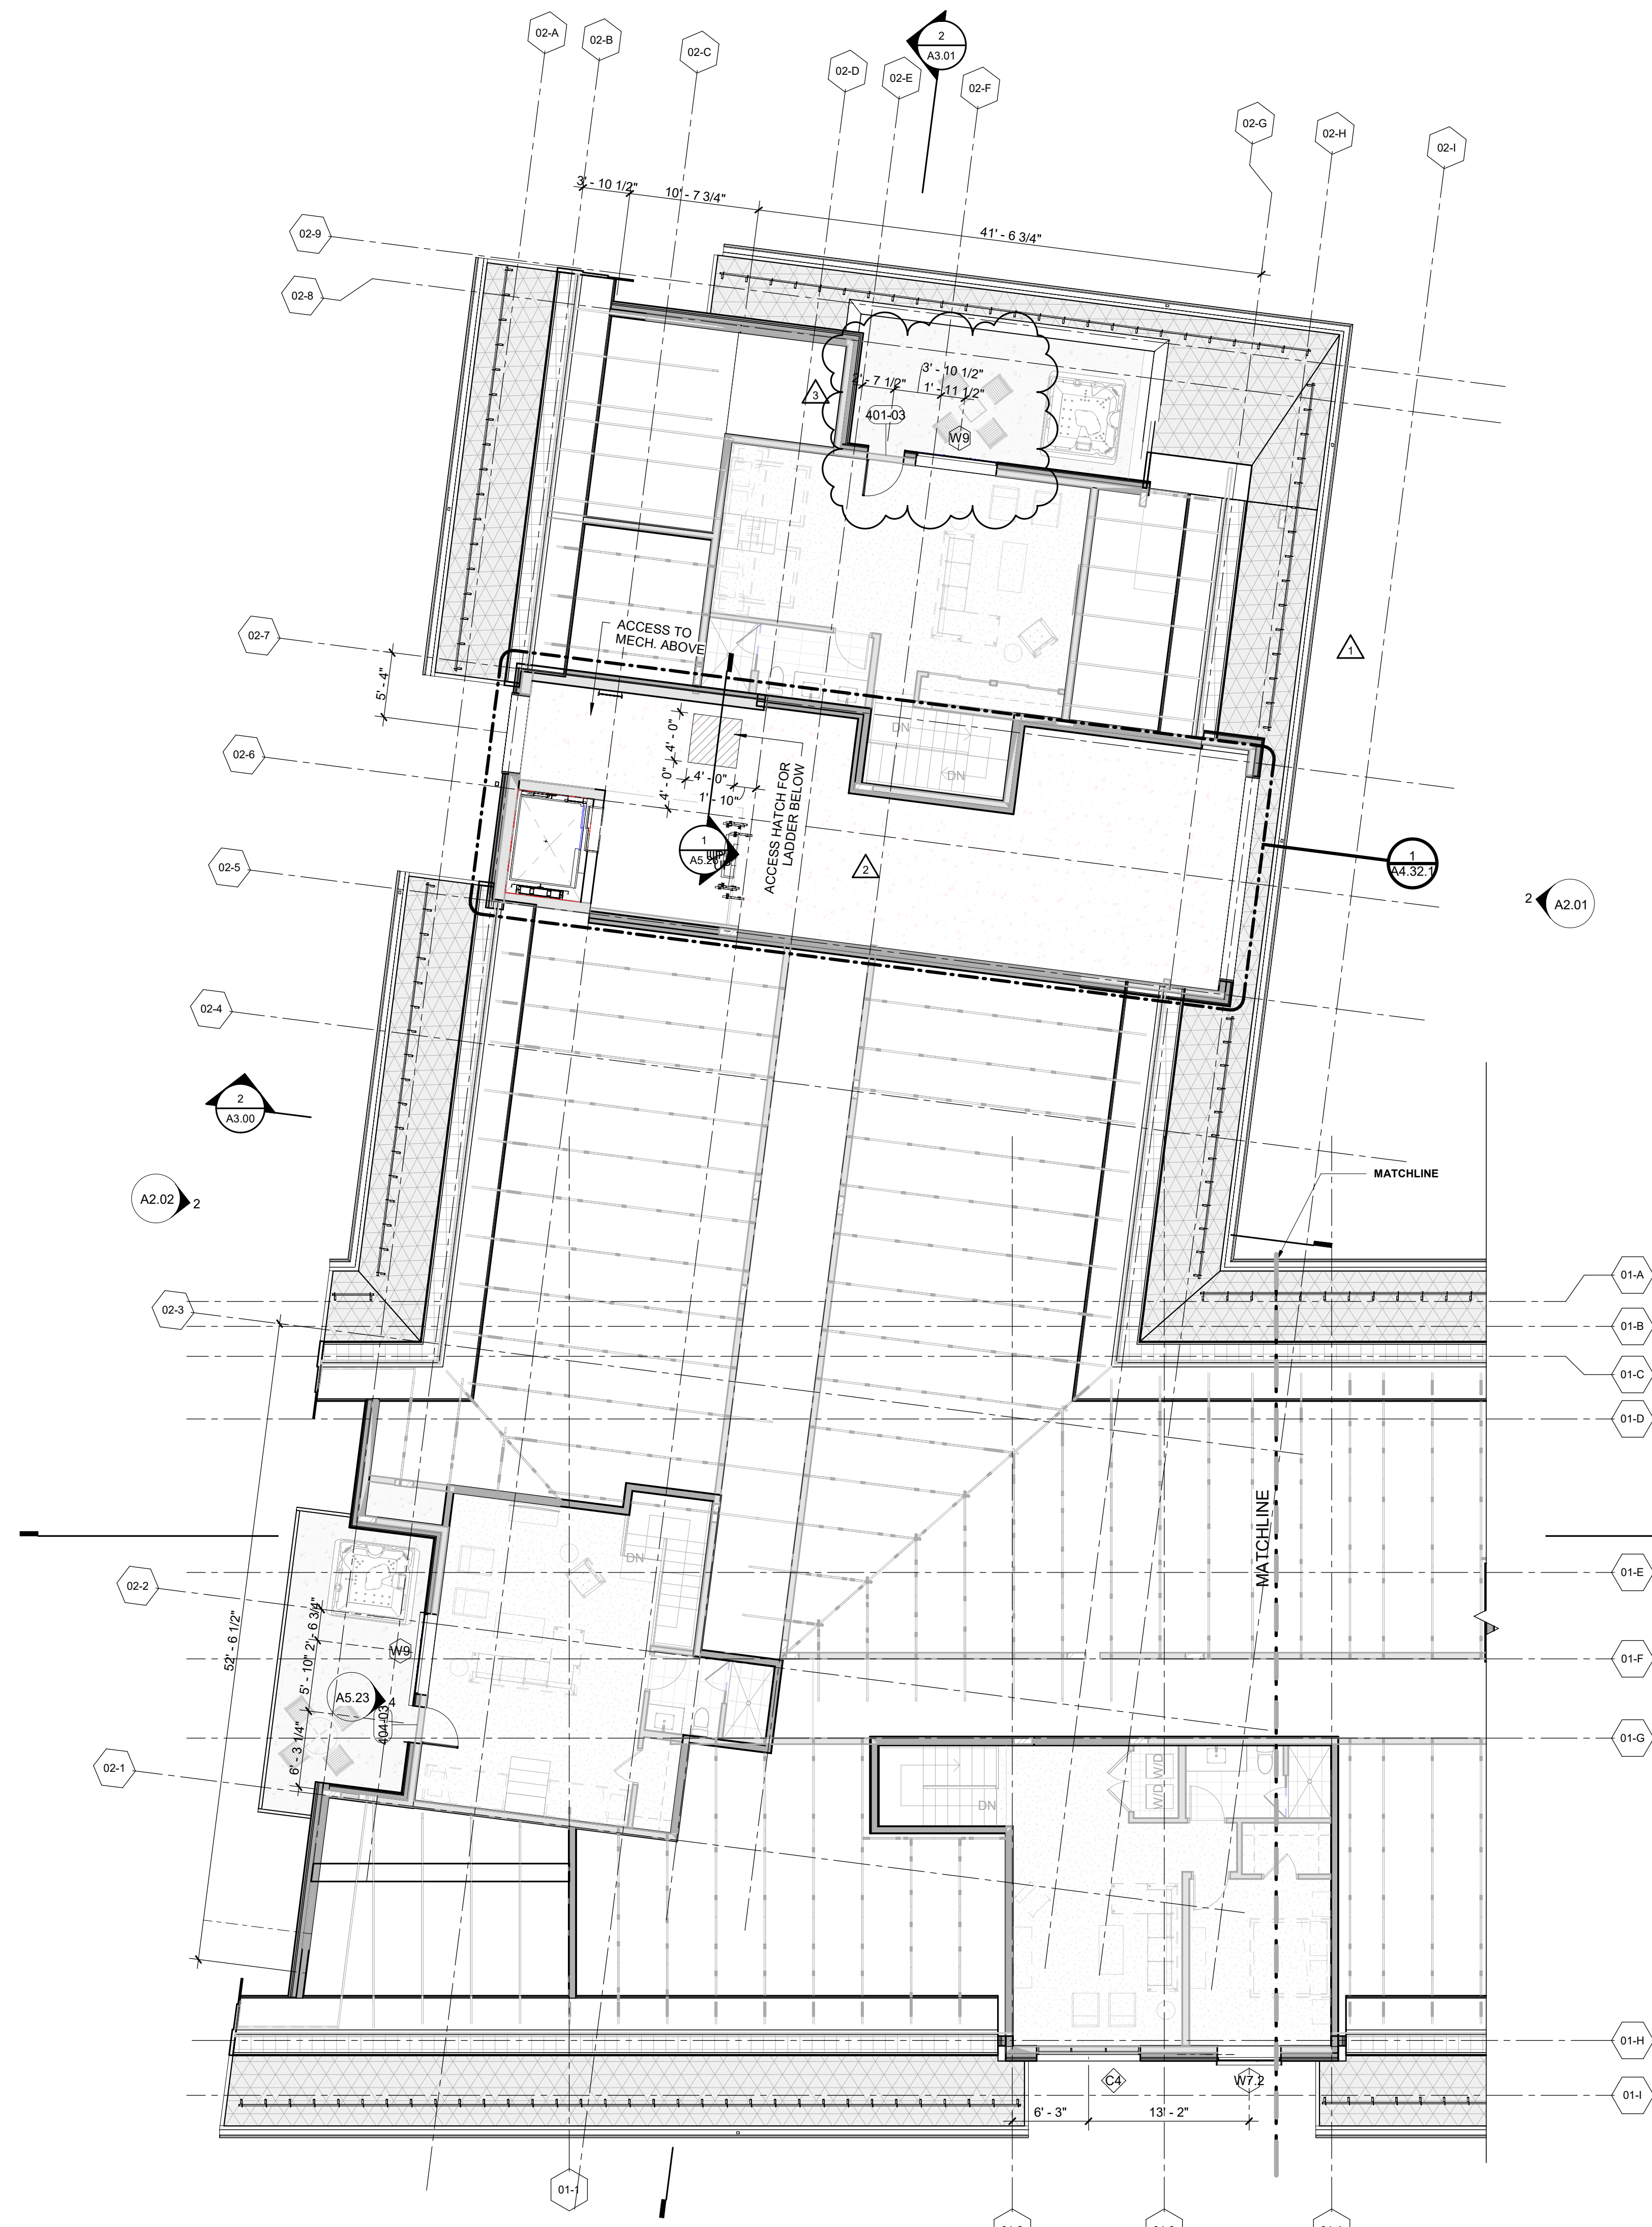 02-A
02-B
02-C
02-D
02-E
02-F
02-G
02-H
02-I
2
A3.01
3' - 10 1/2"
10' - 7 3/4"
41' - 6 3/4"
02-9
02-8
3
2' - 7 1/2"
3' - 10 1/2"
1' - 11 1/2"
401-03
W9
02-7
5' - 4"
ACCESS TO
MECH. ABOVE
1
02-6
4' - 0"
4' - 0"
4' - 0"
1' - 10"
DN
DN
ACCESS HATCH FOR
LADDER BELOW
1
UP
2
02-5
1
A4.32.1
2
A2.01
02-4
2
A3.00
A2.02
2
MATCHLINE
01-A
01-B
01-C
01-D
02-3
MATCHLINE
01-E
01-F
01-G
02-2
52' - 6 1/2"
DN
2' - 6 3/4"
5' - 10"
6' - 3 1/4"
W9
A5.23
4
404-03
02-1
DN
W/D
W/D
01-H
01-I
C4
W7.2
6' - 3"
13' - 2"
01-1